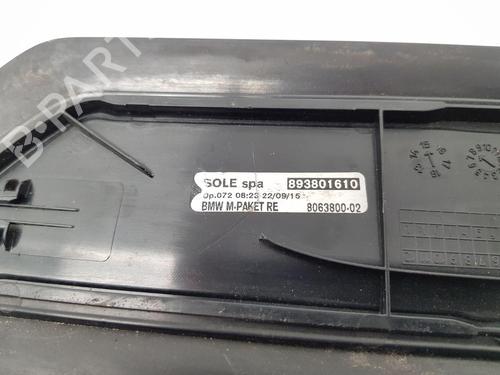 SOLE spa 893801610
Op.072 08:23 22/09/15
BMW M-PAKET RE 8063800-02
B-PARTS